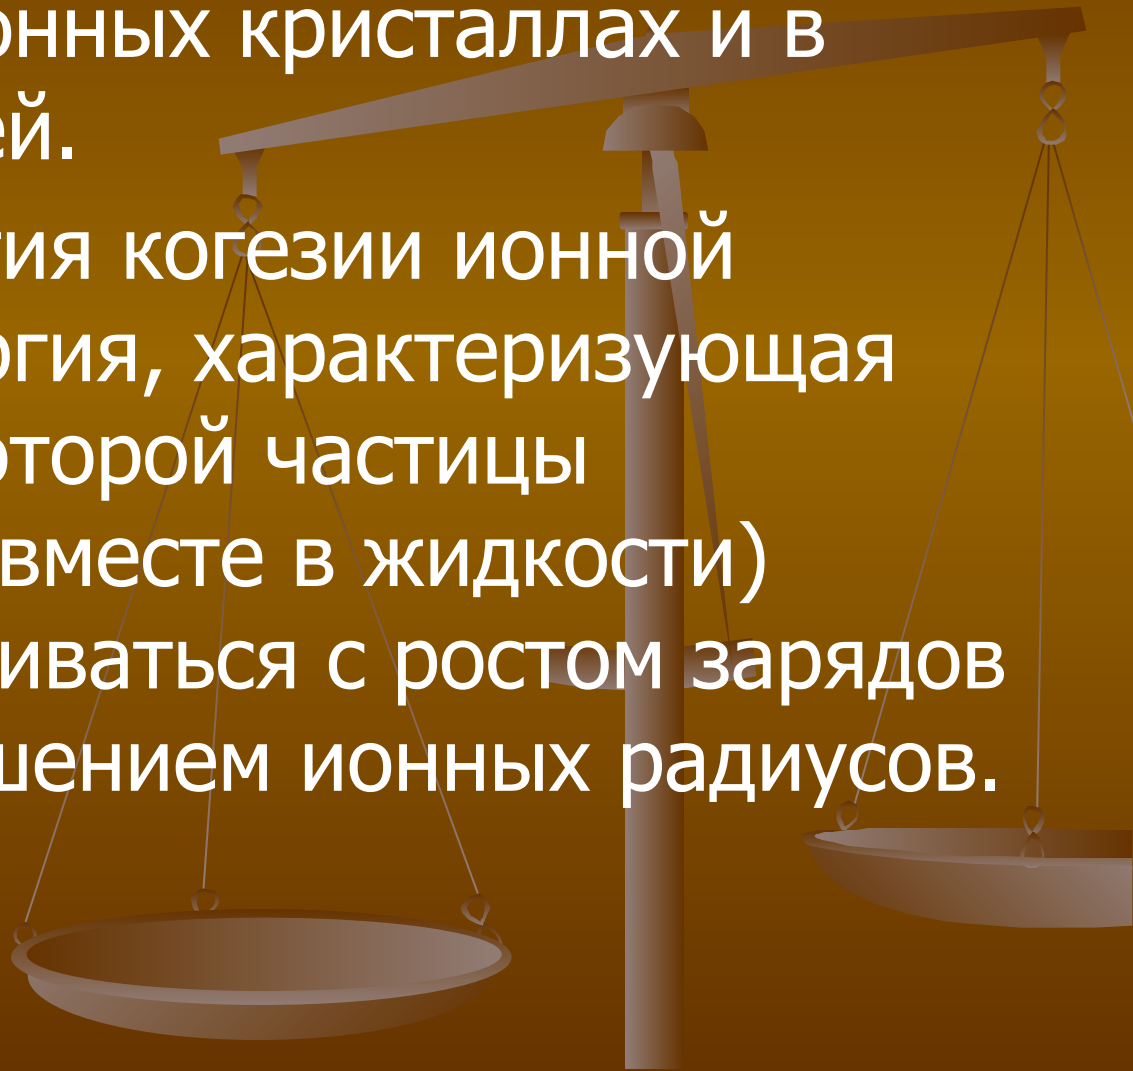 онных кристаллах и в
ей.
гия когезии ионной
огия, характеризующая
оторой частицы
вместе в жидкости)
иваться с ростом зарядов
шением ионных радиусов.